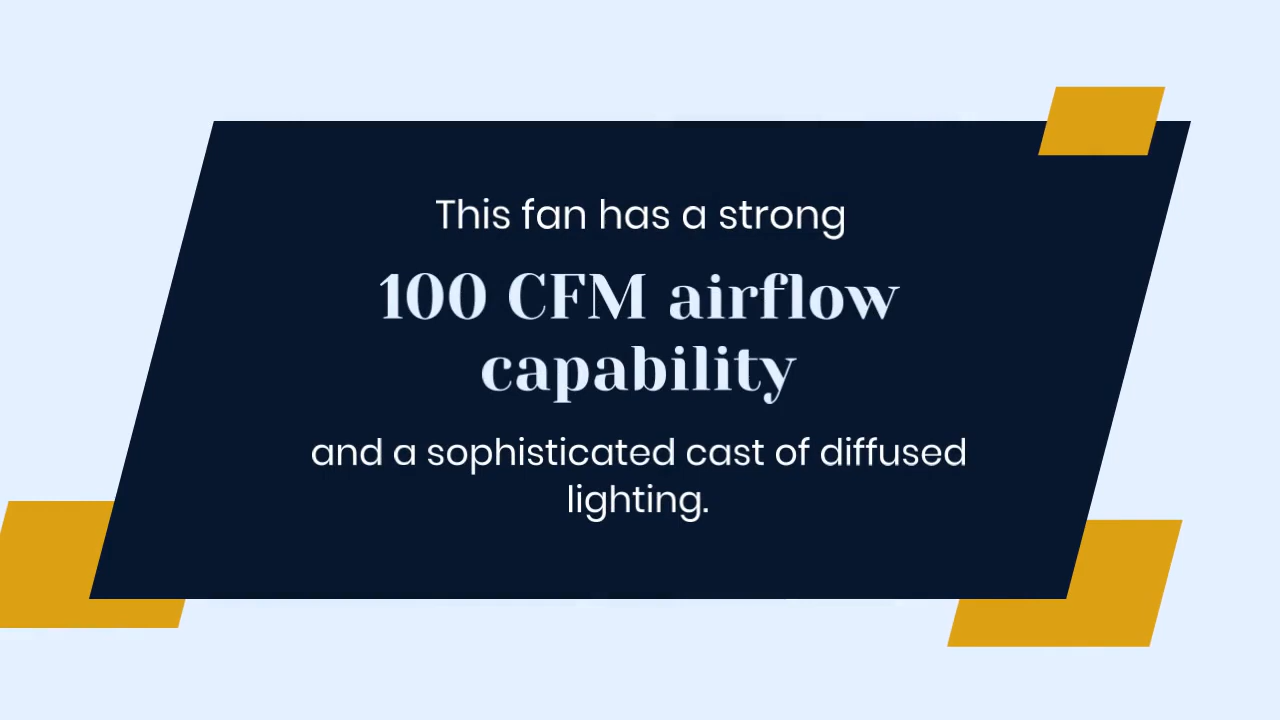 This fan has a strong
100 CFM airflow
capability
and a sophisticated cast of diffused
lighting.